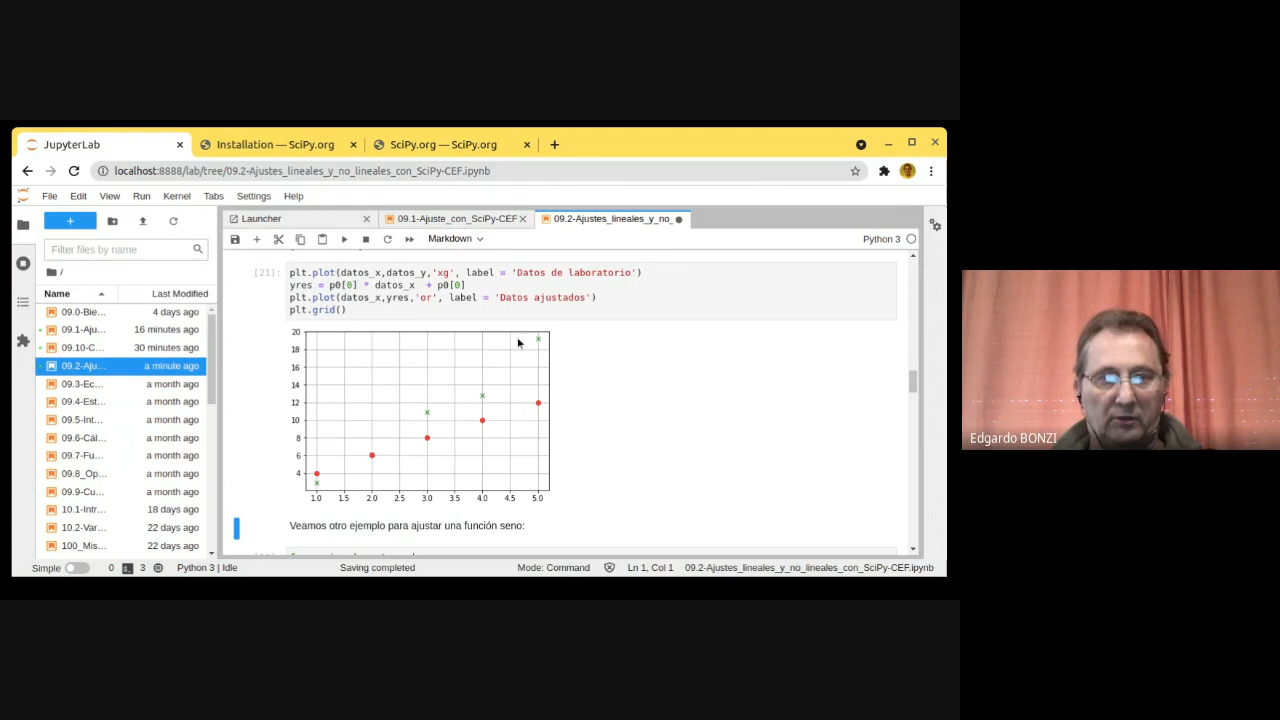 JupyterLab
Installation — SciPy.org
SciPy.org — SciPy.org
localhost:8888/lab/tree/09.2-Ajustes_lineales_y_no_lineales_con_SciPy-CEF.ipynb
File Edit View Run Kernel Tabs Settings Help
Launcher
09.1-Ajuste_con_SciPy-CEF
09.2-Ajustes_lineales_y_no_
Markdown
Python 3
Filter files by name
/
Name Last Modified
09.0-Bie... 4 days ago
09.1-Aju... 16 minutes ago
09.10-C... 30 minutes ago
09.2-Aju... a minute ago
09.3-Ec... a month ago
09.4-Est... a month ago
09.5-Int... a month ago
09.6-Cál... a month ago
09.7-Fu... a month ago
09.8_Op... a month ago
09.9-Cu... a month ago
10.1-Intr... 18 days ago
10.2-Var... 22 days ago
100_Mis... 22 days ago
[21]:
plt.plot(datos_x,datos_y,'xg', label = 'Datos de laboratorio')
yres = p0[0] * datos_x + p0[0]
plt.plot(datos_x,yres,'or', label = 'Datos ajustados')
plt.grid()
20
18
16
14
12
10
8
6
4
1.0 1.5 2.0 2.5 3.0 3.5 4.0 4.5 5.0
Veamos otro ejemplo para ajustar una función seno:
Simple 0 3 Python 3 | Idle Saving completed Mode: Command Ln 1, Col 1 09.2-Ajustes_lineales_y_no_lineales_con_SciPy-CEF.ipynb
Edgardo BONZI